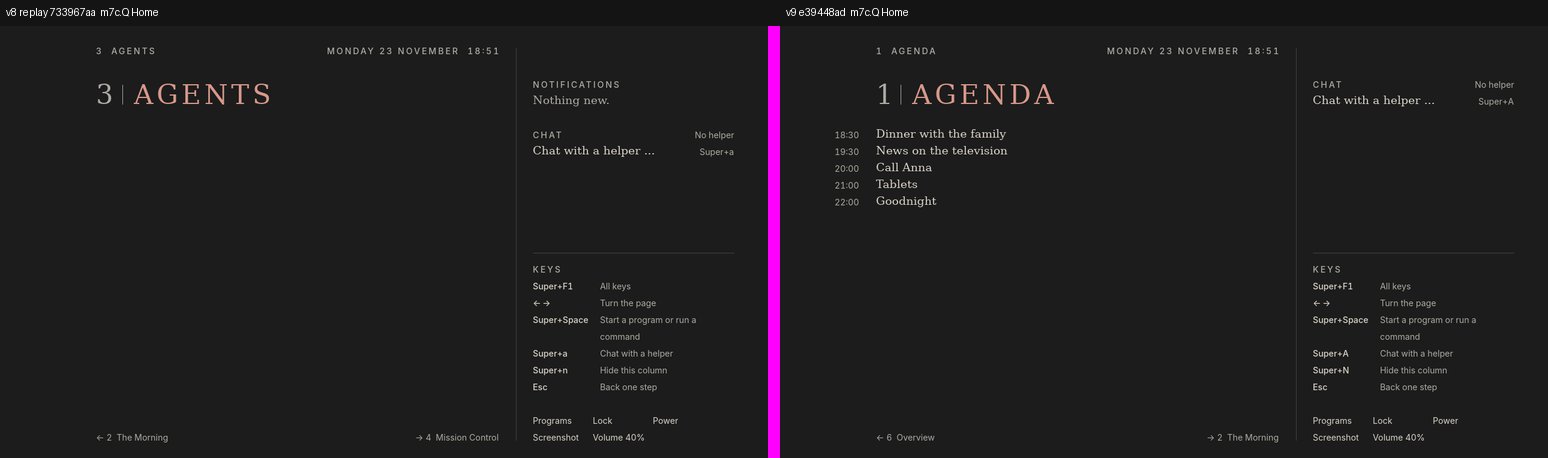 v8 replay 733967aa m7c.Q Home
3 AGENTS
MONDAY 23 NOVEMBER 18:51
3 | AGENTS
NOTIFICATIONS
Nothing new.
CHAT
No helper
Chat with a helper ...
Super+a
KEYS
Super+F1 All keys
← → Turn the page
Super+Space Start a program or run a
command
Super+a Chat with a helper
Super+n Hide this column
Esc Back one step
Programs Lock Power
Screenshot Volume 40%
← 2 The Morning
→ 4 Mission Control
v9 e39448ad m7c.Q Home
1 AGENDA
MONDAY 23 NOVEMBER 18:51
1 | AGENDA
18:30 Dinner with the family
19:30 News on the television
20:00 Call Anna
21:00 Tablets
22:00 Goodnight
CHAT
No helper
Chat with a helper ...
Super+A
KEYS
Super+F1 All keys
← → Turn the page
Super+Space Start a program or run a
command
Super+A Chat with a helper
Super+N Hide this column
Esc Back one step
Programs Lock Power
Screenshot Volume 40%
← 6 Overview
→ 2 The Morning